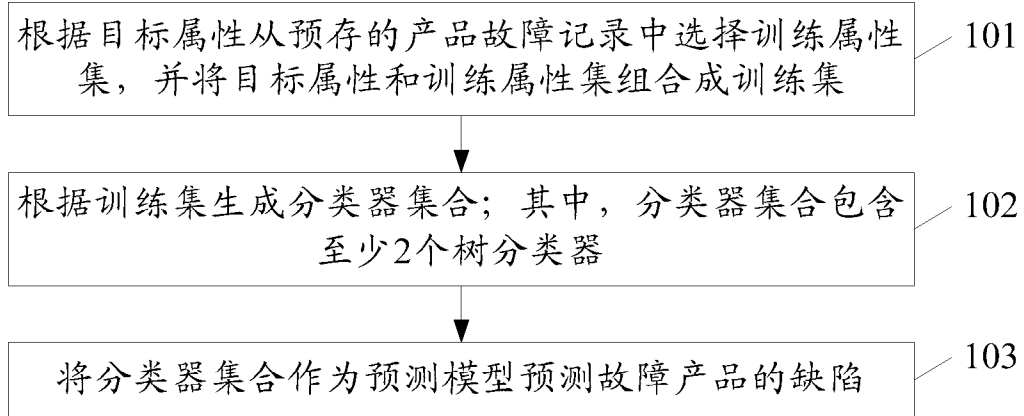 根据目标属性从预存的产品故障记录中选择训练属性
集，并将目标属性和训练属性集组合成训练集
101
根据训练集生成分类器集合；其中，分类器集合包含
至少2个树分类器
102
将分类器集合作为预测模型预测故障产品的缺陷
103